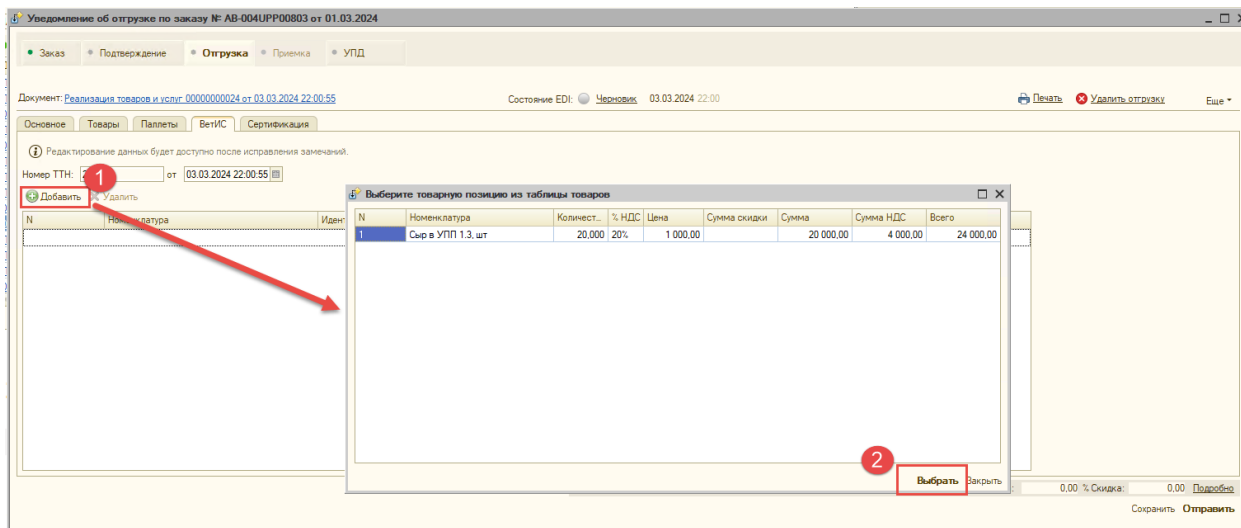 Уведомление об отгрузке по заказу № АВ-004UPP00803 от 01.03.2024
Заказ Подтверждение Отгрузка Приемка УПД
Документ: Реализация товаров и услуг 00000000024 от 03.03.2024 22:00:55 Состояние EDI: Черновик 03.03.2024 22:00 Печать Удалить отгрузку Еще
Основное Товары Паллеты ВетИС Сертификация
Редактирование данных будет доступно после исправления замечаний.
Номер ТТН: от 03.03.2024 22:00:55
1
Добавить Удалить
N Номенклатура
Выберите товарную позицию из таблицы товаров
N Номенклатура Количест... % НДС Цена Сумма скидки Сумма Сумма НДС Всего
1 Сыр в УПП 1.3, шт 20,000 20% 1 000,00 20 000,00 4 000,00 24 000,00
2
Выбрать Закрыть
0,00 % Скидка: 0,00 Подробно
Сохранить Отправить